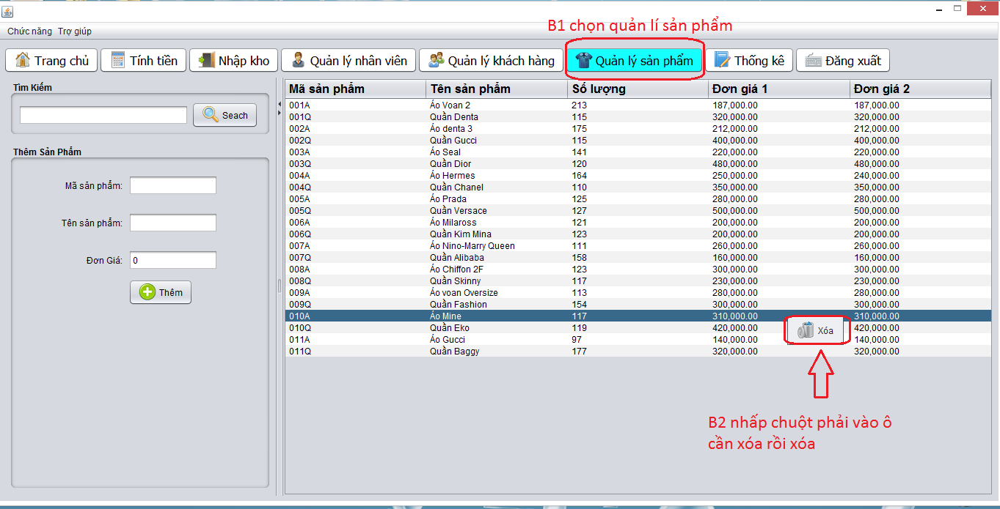 B1 chọn quản lí sản phẩm
Chức năng Trợ giúp
Trang chủ Tính tiền Nhập kho Quản lý nhân viên Quản lý khách hàng Quản lý sản phẩm Thống kê Đăng xuất
Tìm Kiếm
Seach
Thêm Sản Phẩm
Mã sản phẩm:
Tên sản phẩm:
Đơn Giá: 0
Thêm
Mã sản phẩm Tên sản phẩm Số lượng Đơn giá 1 Đơn giá 2
001A Áo Voan 2 213 187,000.00 187,000.00
001Q Quần Denta 115 320,000.00 320,000.00
002A Áo denta 3 175 212,000.00 212,000.00
002Q Quần Gucci 115 400,000.00 400,000.00
003A Áo Seal 141 220,000.00 220,000.00
003Q Quần Dior 120 480,000.00 480,000.00
004A Áo Hermes 164 250,000.00 240,000.00
004Q Quần Chanel 110 350,000.00 350,000.00
005A Áo Prada 125 280,000.00 280,000.00
005Q Quần Versace 127 500,000.00 500,000.00
006A Áo Milaross 121 200,000.00 200,000.00
006Q Quần Kim Mina 123 200,000.00 200,000.00
007A Áo Nino-Marry Queen 111 260,000.00 260,000.00
007Q Quần Alibaba 158 160,000.00 160,000.00
008A Áo Chiffon 2F 123 300,000.00 300,000.00
008Q Quần Skinny 117 230,000.00 230,000.00
009A Áo voan Oversize 113 280,000.00 280,000.00
009Q Quần Fashion 154 300,000.00 300,000.00
010A Áo Mine 117 310,000.00 310,000.00
010Q Quần Eko 119 420,000.00 420,000.00
011A Áo Gucci 97 140,000.00 140,000.00
011Q Quần Baggy 177 320,000.00 320,000.00
Xóa
B2 nhấp chuột phải vào ô
cần xóa rồi xóa